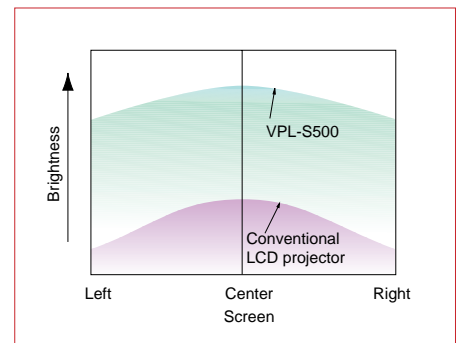 Brightness
VPL-S500
Conventional
LCD projector
Left
Center
Right
Screen